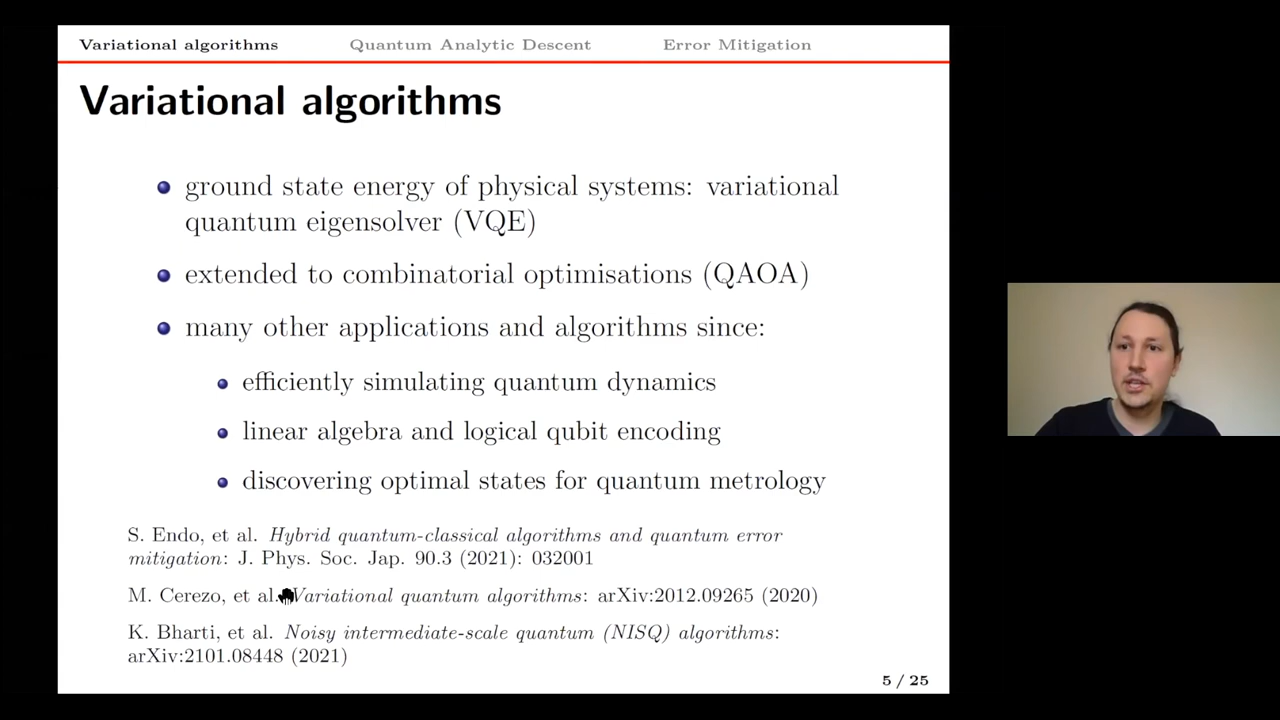 Variational algorithms Quantum Analytic Descent Error Mitigation
Variational algorithms
ground state energy of physical systems: variational
quantum eigensolver (VQE)
extended to combinatorial optimisations (QAOA)
many other applications and algorithms since:
efficiently simulating quantum dynamics
linear algebra and logical qubit encoding
discovering optimal states for quantum metrology
S. Endo, et al. Hybrid quantum-classical algorithms and quantum error
mitigation: J. Phys. Soc. Jap. 90.3 (2021): 032001
M. Cerezo, et al. Variational quantum algorithms: arXiv:2012.09265 (2020)
K. Bharti, et al. Noisy intermediate-scale quantum (NISQ) algorithms:
arXiv:2101.08448 (2021)
5 / 25